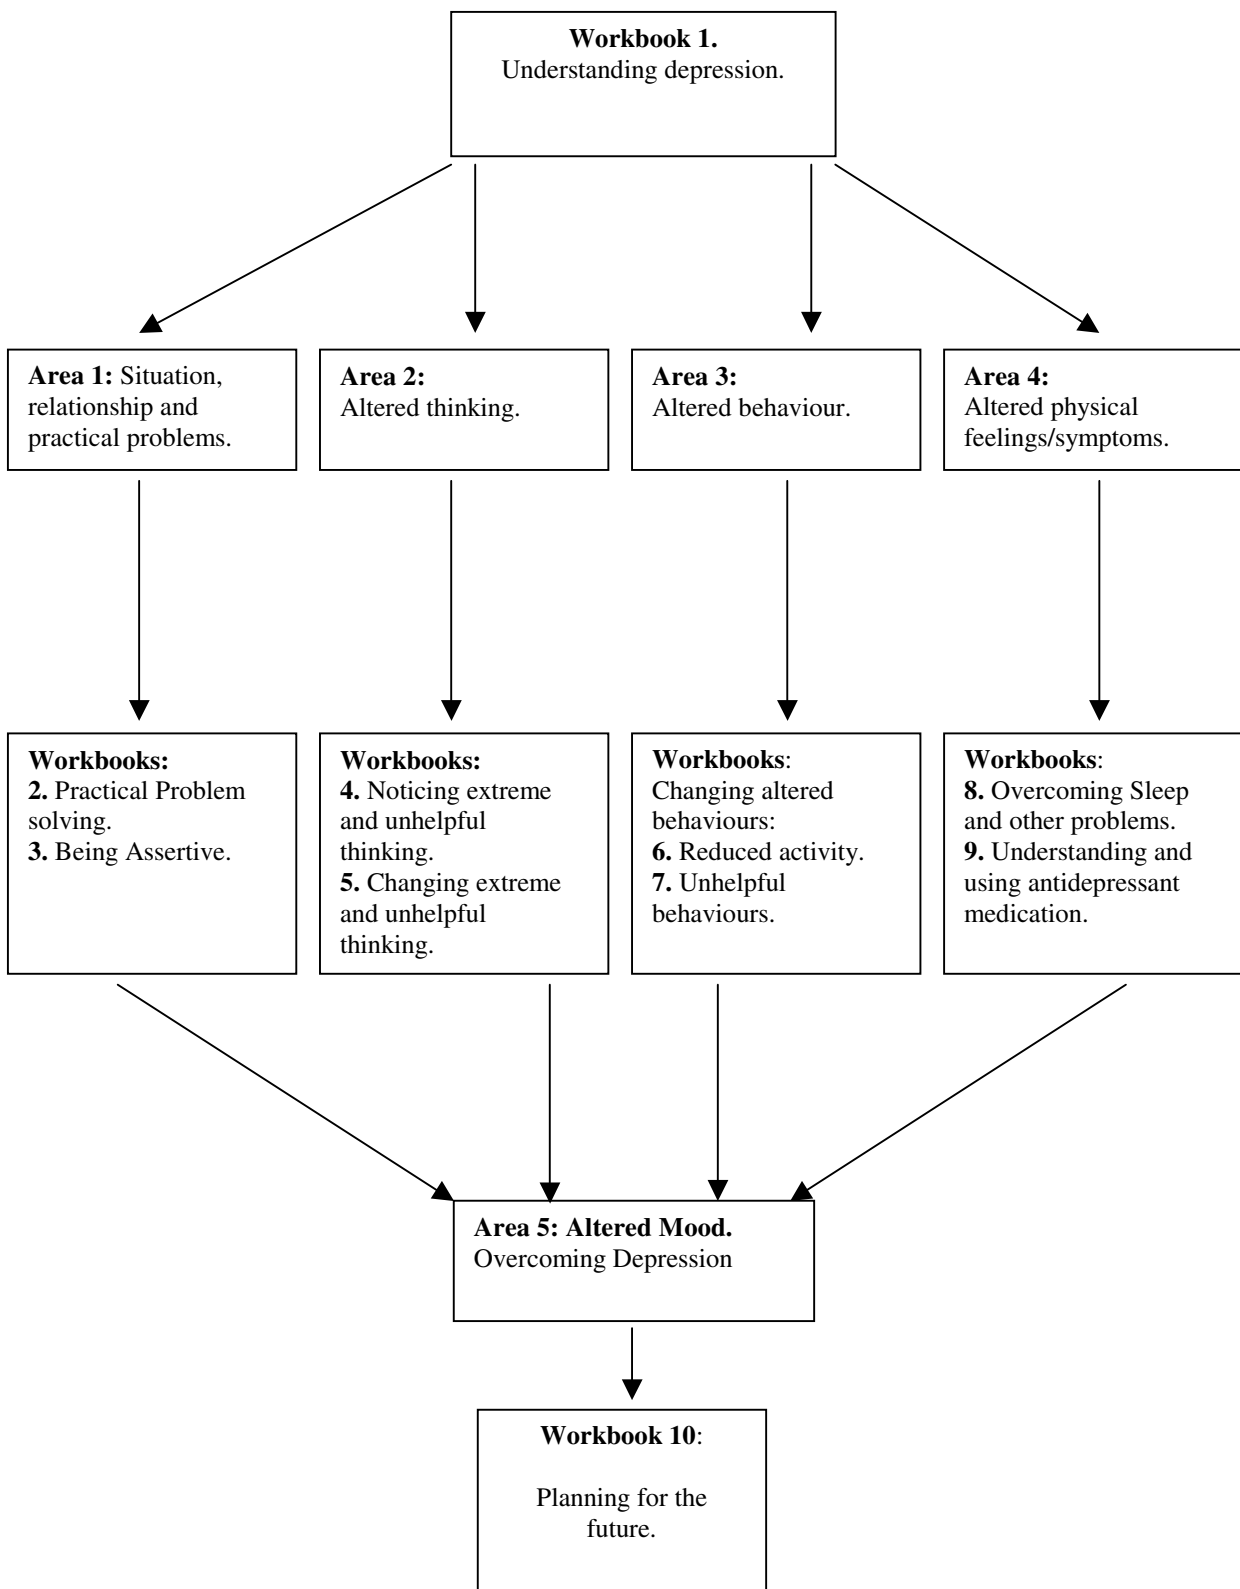 Workbook 1.
Understanding depression.
Area 1: Situation,
relationship and
practical problems.
Area 2:
Altered thinking.
Area 3:
Altered behaviour.
Area 4:
Altered physical
feelings/symptoms.
Workbooks:
2. Practical Problem
solving.
3. Being Assertive.
Workbooks:
4. Noticing extreme
and unhelpful
thinking.
5. Changing extreme
and unhelpful
thinking.
Workbooks:
Changing altered
behaviours:
6. Reduced activity.
7. Unhelpful
behaviours.
Workbooks:
8. Overcoming Sleep
and other problems.
9. Understanding and
using antidepressant
medication.
Area 5: Altered Mood.
Overcoming Depression
Workbook 10:
Planning for the
future.